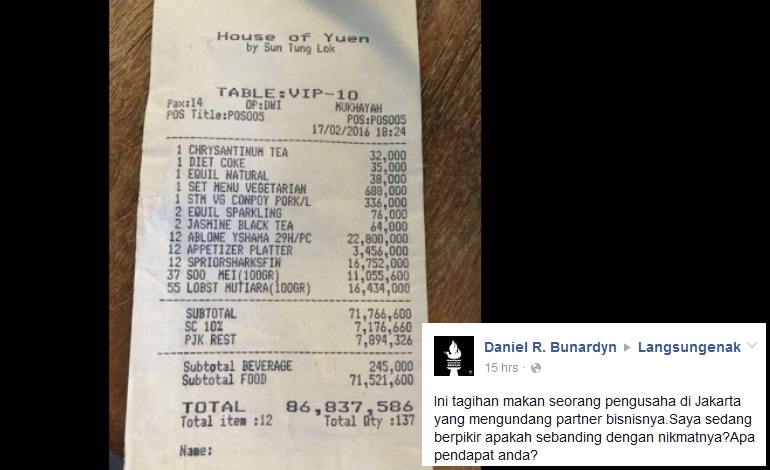 House of Yuen
by Sun Tung Lok
TABLE:VIP-10
Pax:14 OP:DWI MUKHAYAH
POS Title:POS005 POS:POS005
17/02/2016 18:24
1 CHRYSANTINUM TEA 32,000
1 DIET COKE 35,000
1 EQUIL NATURAL 38,000
1 SET MENU VEGETARIAN 688,000
1 STM VG CONPOY PORK/L 336,000
2 EQUIL SPARKLING 76,000
2 JASMINE BLACK TEA 64,000
12 ABLONE YSHAMA 29H/PC 22,800,000
12 APPETIZER PLATTER 3,456,000
12 SPRIORSHARKSFIN 16,752,000
37 SOO MEI(100GR) 11,055,600
55 LOBST MUTIARA(100GR) 16,434,000
SUBTOTAL 71,766,600
SC 10% 7,176,660
PJK REST 7,894,326
Subtotal BEVERAGE 245,000
Subtotal FOOD 71,521,600
TOTAL 86,837,586
Total item :12 Total Qty :137
Name:
Daniel R. Bunardyn ▸ Langsungenak
15 hrs ·
Ini tagihan makan seorang pengusaha di Jakarta
yang mengundang partner bisnisnya.Saya sedang
berpikir apakah sebanding dengan nikmatnya?Apa
pendapat anda?